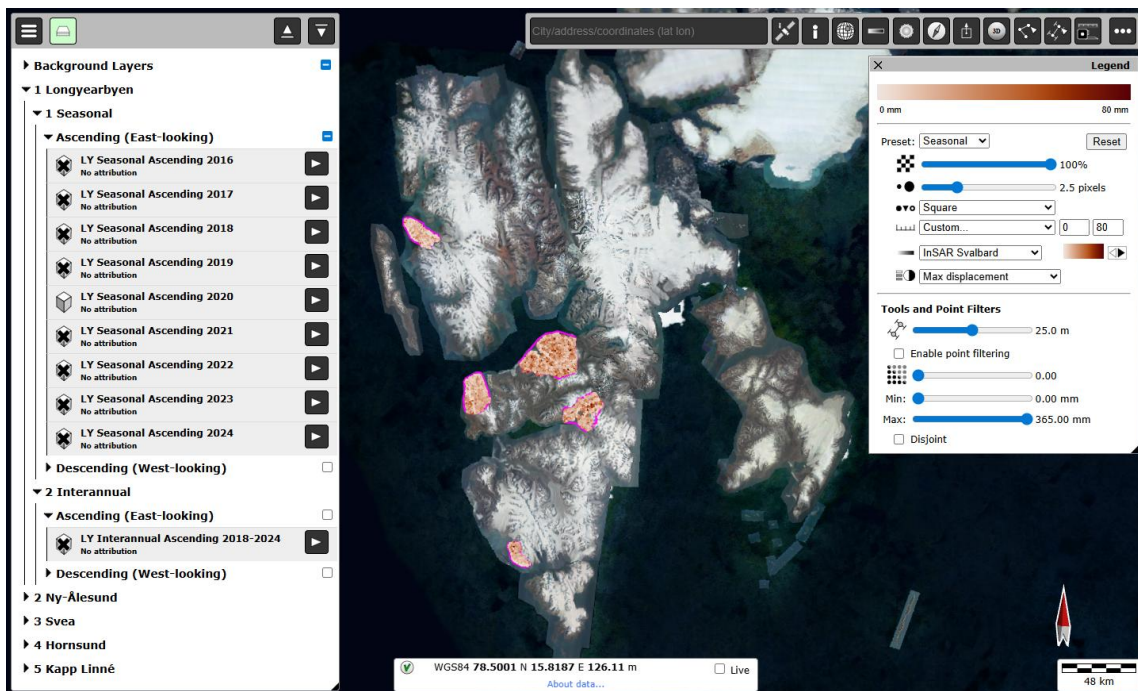 City/address/coordinates (lat lon)
3D
Background Layers
1 Longyearbyen
1 Seasonal
Ascending (East-looking)
LY Seasonal Ascending 2016
No attribution
LY Seasonal Ascending 2017
No attribution
LY Seasonal Ascending 2018
No attribution
LY Seasonal Ascending 2019
No attribution
LY Seasonal Ascending 2020
No attribution
LY Seasonal Ascending 2021
No attribution
LY Seasonal Ascending 2022
No attribution
LY Seasonal Ascending 2023
No attribution
LY Seasonal Ascending 2024
No attribution
Descending (West-looking)
2 Interannual
Ascending (East-looking)
LY Interannual Ascending 2018-2024
No attribution
Descending (West-looking)
2 Ny-Ålesund
3 Svea
4 Hornsund
5 Kapp Linné
Legend
0 mm 80 mm
Preset: Seasonal Reset
100%
2.5 pixels
Square
Custom... 0 80
InSAR Svalbard
Max displacement
Tools and Point Filters
25.0 m
Enable point filtering
0.00
Min: 0.00 mm
Max: 365.00 mm
Disjoint
WGS84 78.5001 N 15.8187 E 126.11 m Live
About data...
48 km